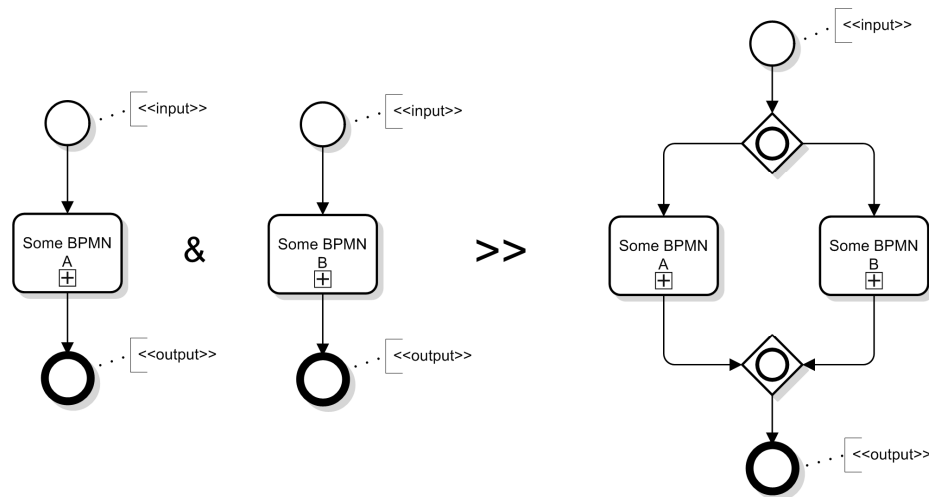 <<input>>
Some BPMN
A
<<output>>
&
<<input>>
Some BPMN
B
<<output>>
>>
<<input>>
Some BPMN
A
Some BPMN
B
<<output>>